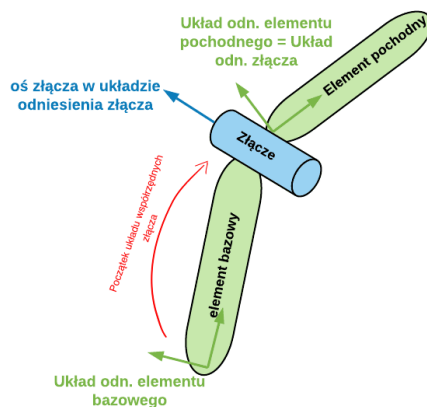 Układ odn. elementu
pochodnego = Układ
odn. złącza
Element pochodny
oś złącza w układzie
odniesienia złącza
Złącze
Początek układu współrzędnych
złącza
element bazowy
Układ odn. elementu
bazowego